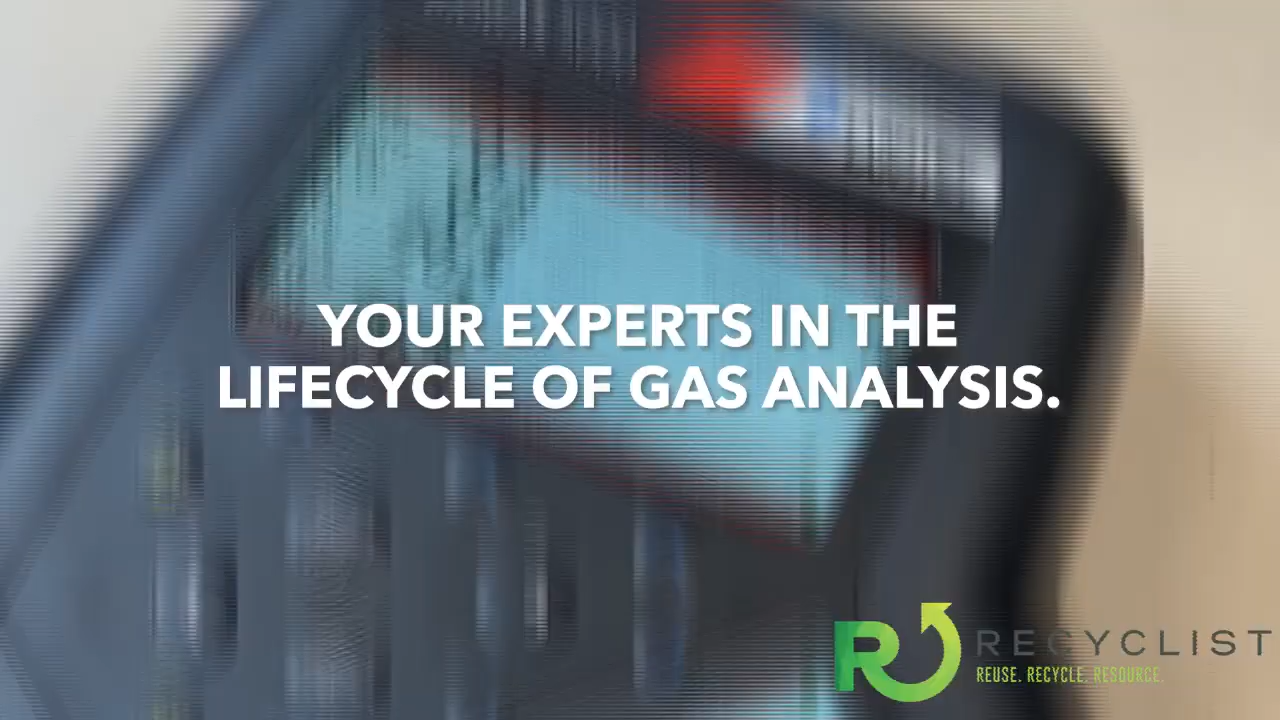 YOUR EXPERTS IN THE
LIFECYCLE OF GAS ANALYSIS.
RECYCLIST
REUSE. RECYCLE. RESOURCE.